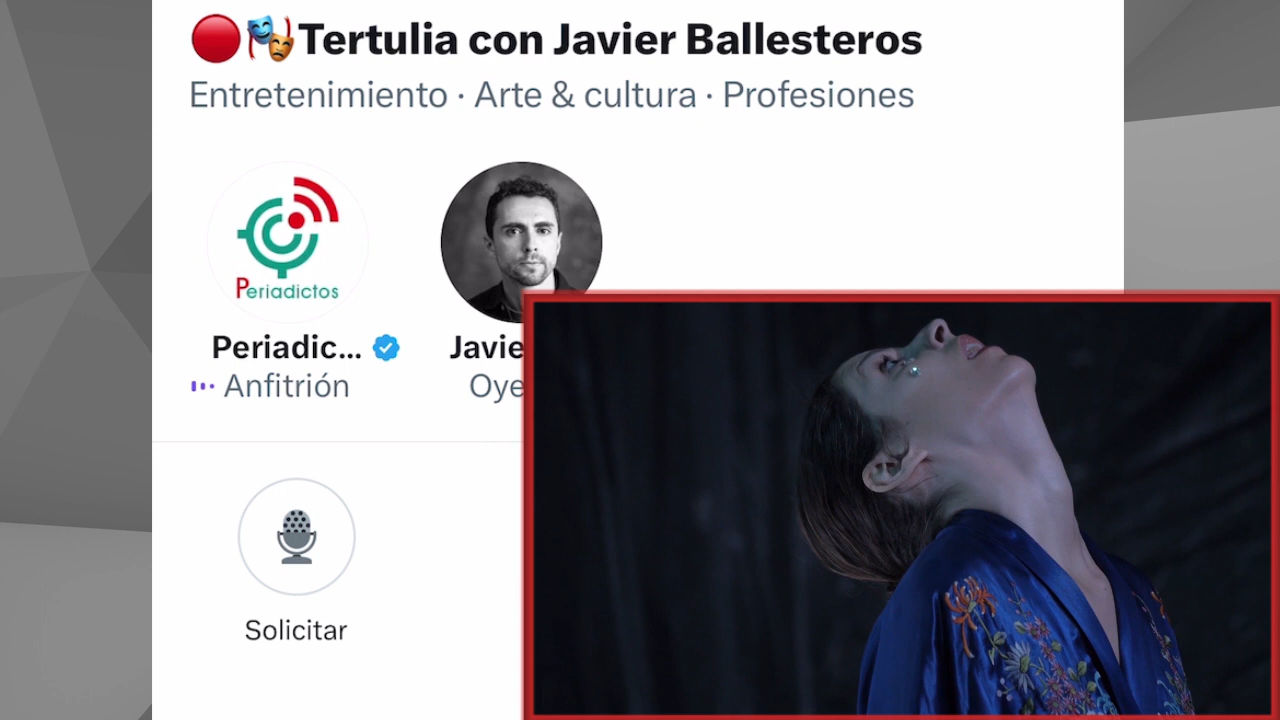 Tertulia con Javier Ballesteros
Entretenimiento · Arte & cultura · Profesiones
Periadictos
Periadic...
Javie
Anfitrión
Oye
Solicitar